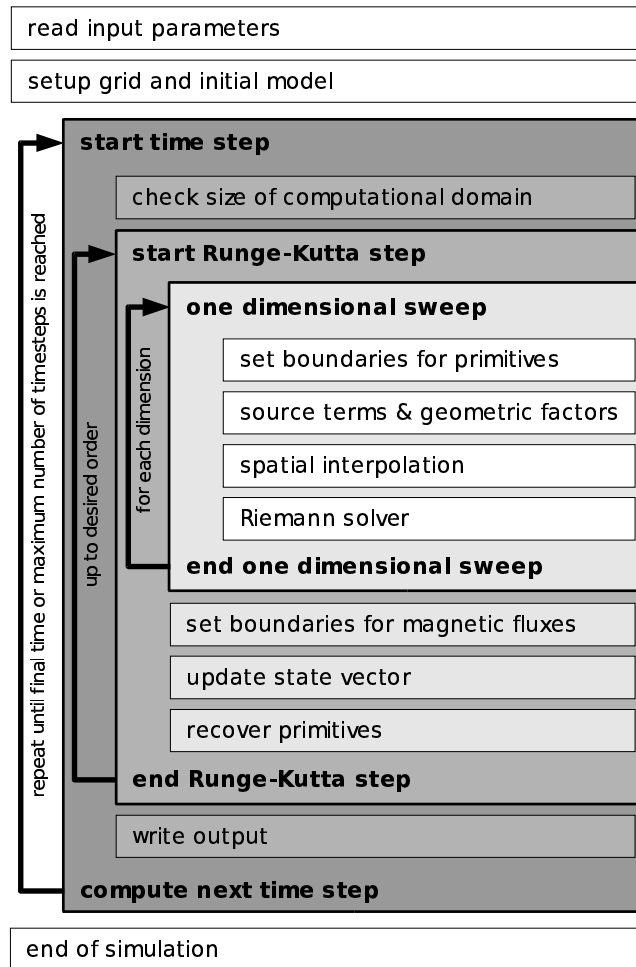 read input parameters
setup grid and initial model
start time step
check size of computational domain
start Runge-Kutta step
one dimensional sweep
set boundaries for primitives
source terms & geometric factors
spatial interpolation
Riemann solver
end one dimensional sweep
for each dimension
set boundaries for magnetic fluxes
update state vector
recover primitives
end Runge-Kutta step
up to desired order
write output
compute next time step
repeat until final time or maximum number of timesteps is reached
end of simulation